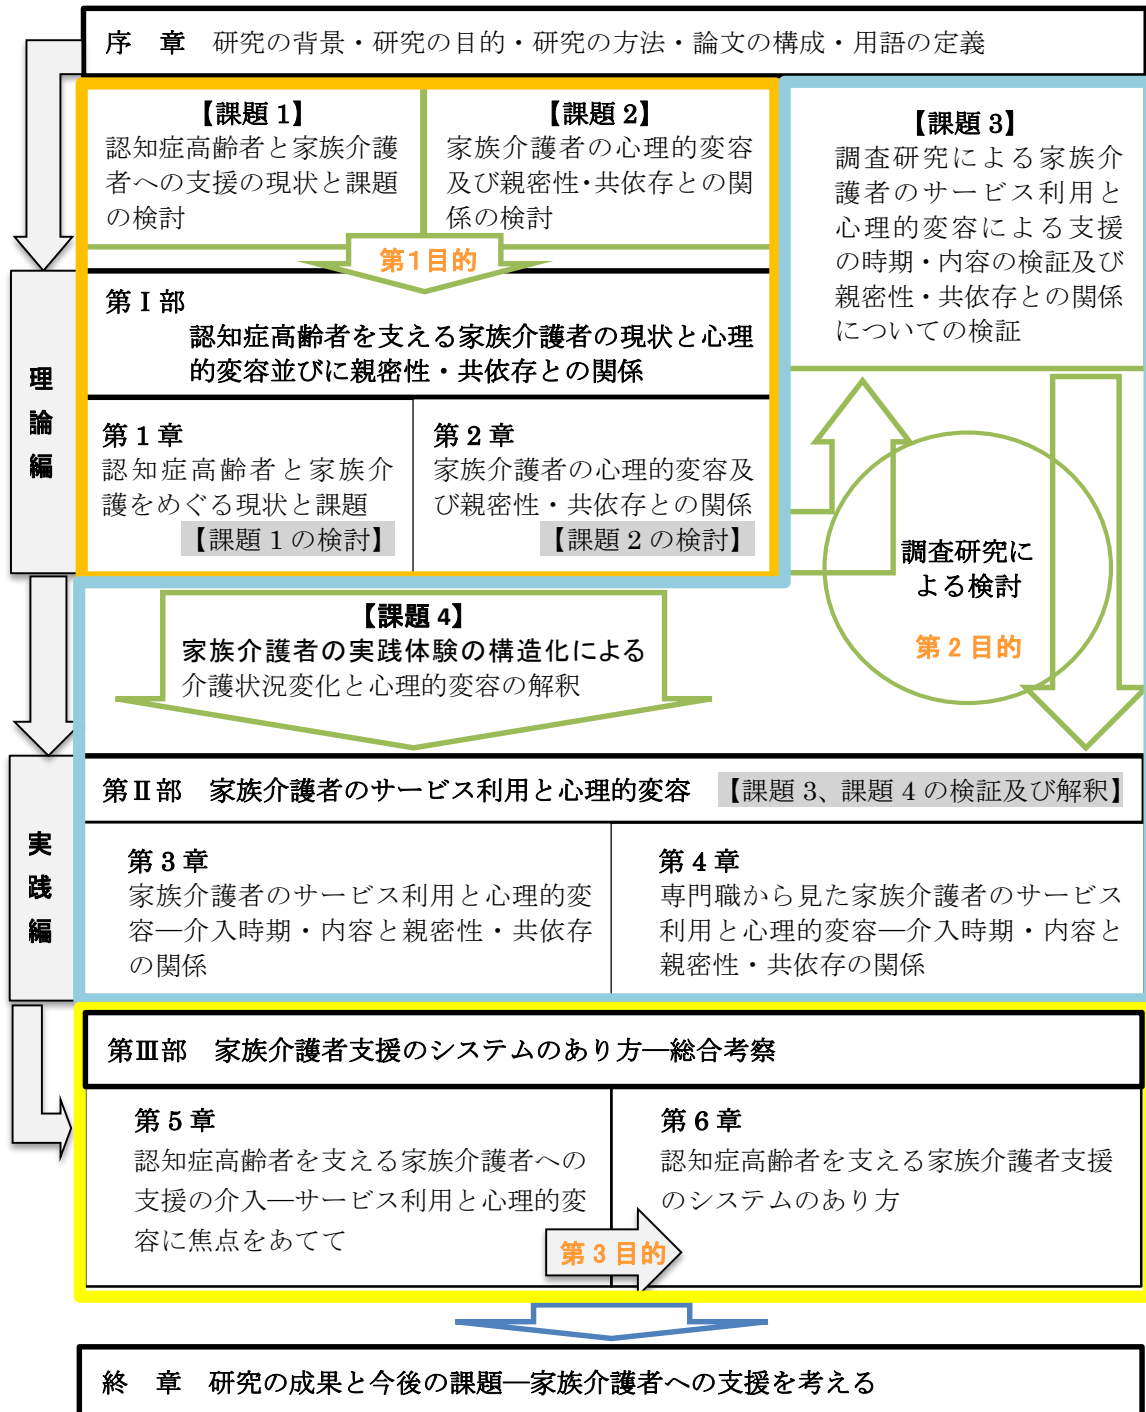 序　章　研究の背景・研究の目的・研究の方法・論文の構成・用語の定義
【課題 1】
認知症高齢者と家族介護
者への支援の現状と課題
の検討
【課題 2】
家族介護者の心理的変容
及び親密性・共依存との関
係の検討
【課題 3】
調査研究による家族介
護者のサービス利用と
心理的変容による支援
の時期・内容の検証及び
親密性・共依存との関係
についての検証
第1目的
理論編
第Ⅰ部
認知症高齢者を支える家族介護者の現状と心理
的変容並びに親密性・共依存との関係
第 1 章
認知症高齢者と家族介
護をめぐる現状と課題
【課題 1 の検討】
第 2 章
家族介護者の心理的変容及
び親密性・共依存との関係
【課題 2 の検討】
調査研究に
よる検討
第 2 目的
【課題 4】
家族介護者の実践体験の構造化による
介護状況変化と心理的変容の解釈
実践編
第Ⅱ部　家族介護者のサービス利用と心理的変容　【課題 3、課題 4 の検証及び解釈】
第 3 章
家族介護者のサービス利用と心理的変
容―介入時期・内容と親密性・共依存
の関係
第 4 章
専門職から見た家族介護者のサービス
利用と心理的変容―介入時期・内容と
親密性・共依存の関係
第Ⅲ部　家族介護者支援のシステムのあり方―総合考察
第 5 章
認知症高齢者を支える家族介護者への
支援の介入―サービス利用と心理的変
容に焦点をあてて
第 6 章
認知症高齢者を支える家族介護者支援
のシステムのあり方
第 3 目的
終　章　研究の成果と今後の課題―家族介護者への支援を考える